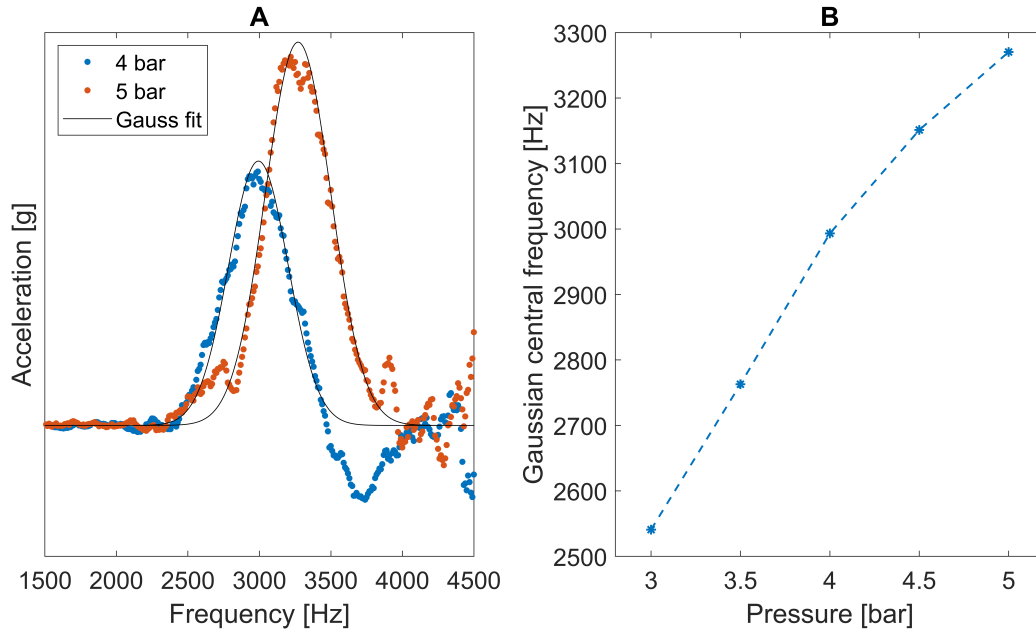 A
4 bar
5 bar
Gauss fit
Acceleration [g]
1500 2000 2500 3000 3500 4000 4500
Frequency [Hz]
B
3300
3200
3100
3000
2900
2800
2700
2600
2500
Gaussian central frequency [Hz]
3 3.5 4 4.5 5
Pressure [bar]